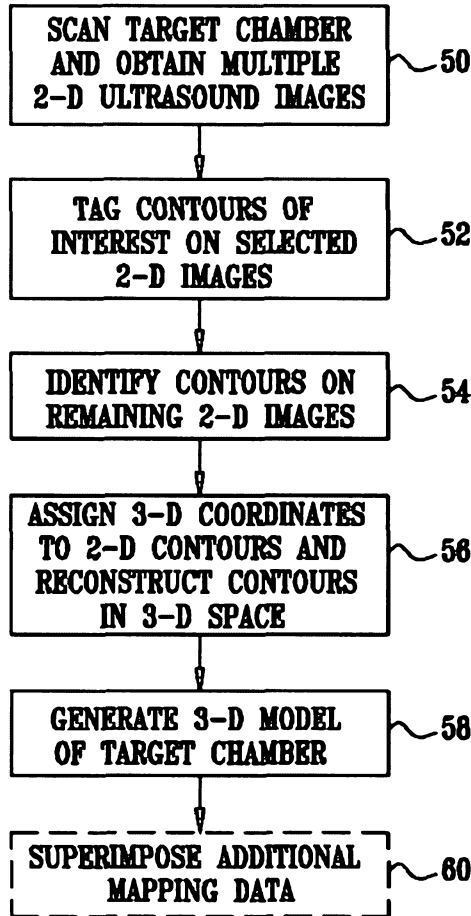 SCAN TARGET CHAMBER
AND OBTAIN MULTIPLE
2-D ULTRASOUND IMAGES
50
TAG CONTOURS OF
INTEREST ON SELECTED
2-D IMAGES
52
IDENTIFY CONTOURS ON
REMAINING 2-D IMAGES
54
ASSIGN 3-D COORDINATES
TO 2-D CONTOURS AND
RECONSTRUCT CONTOURS
IN 3-D SPACE
56
GENERATE 3-D MODEL
OF TARGET CHAMBER
58
SUPERIMPOSE ADDITIONAL
MAPPING DATA
60